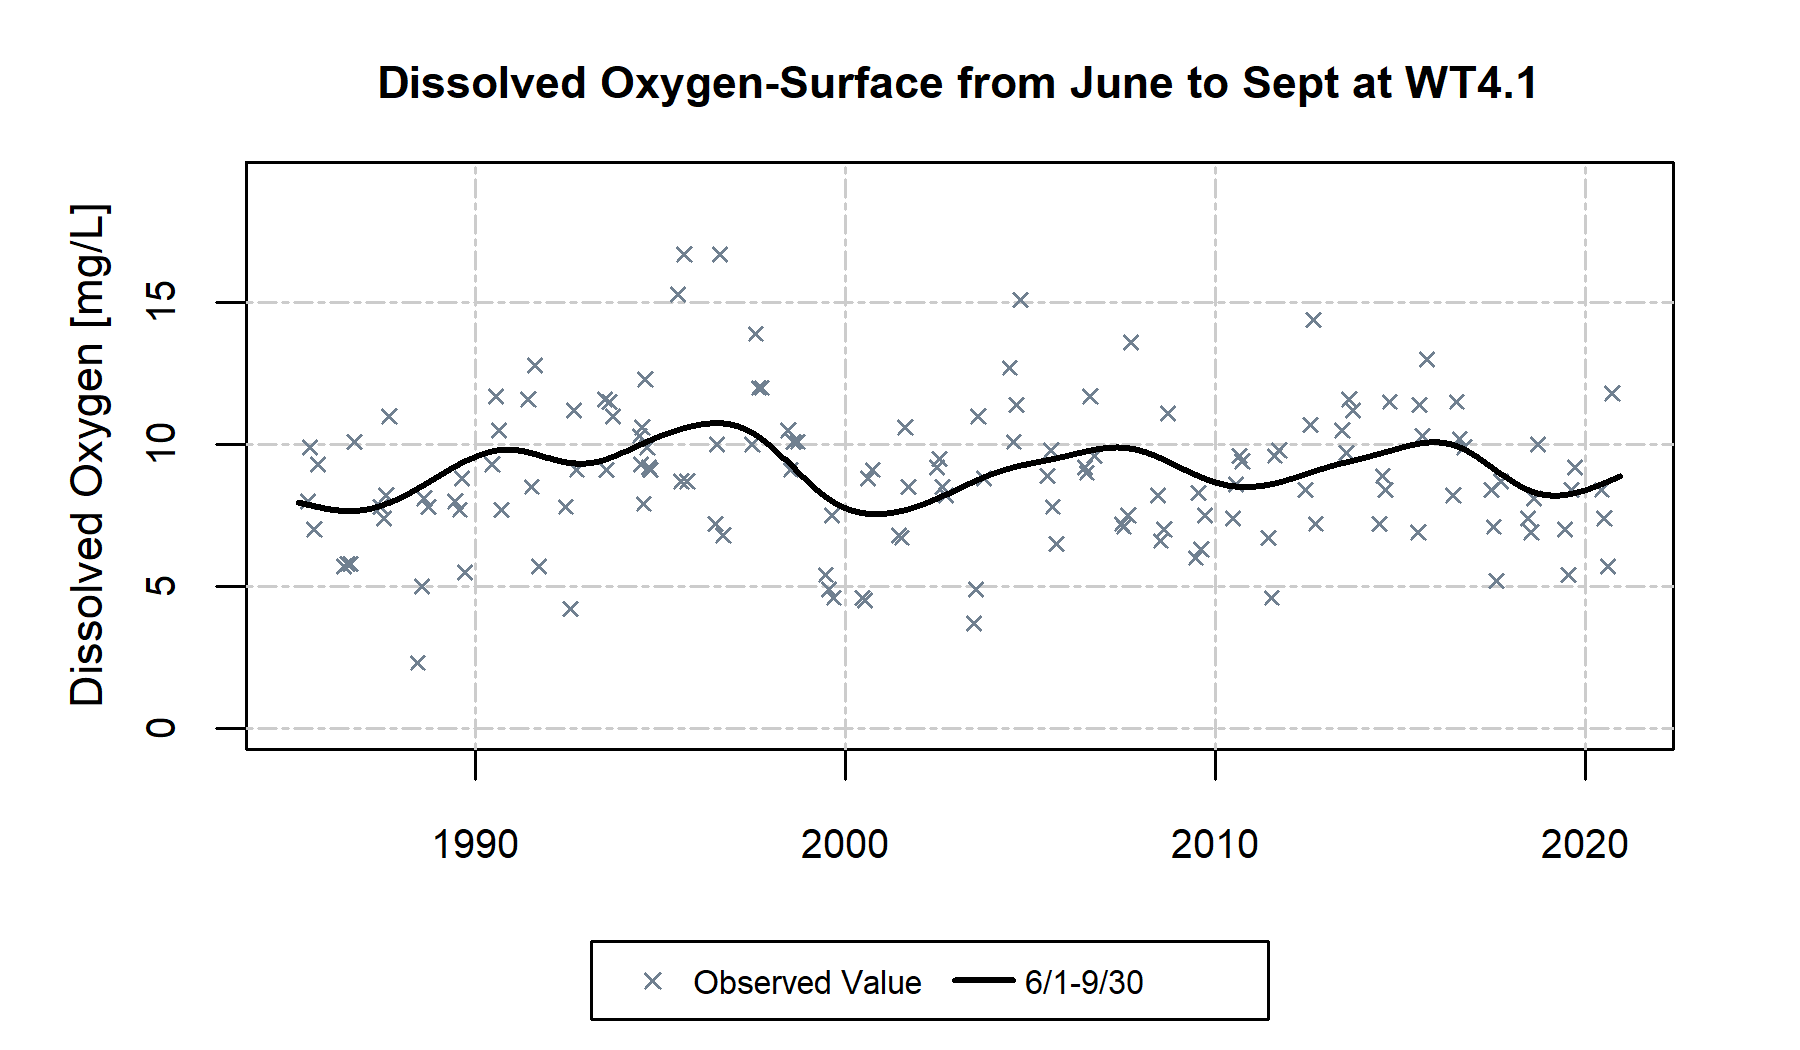 Dissolved Oxygen-Surface from June to Sept at WT4.1
Dissolved Oxygen [mg/L]
15
10
5
0
1990 2000 2010 2020
Observed Value 6/1-9/30